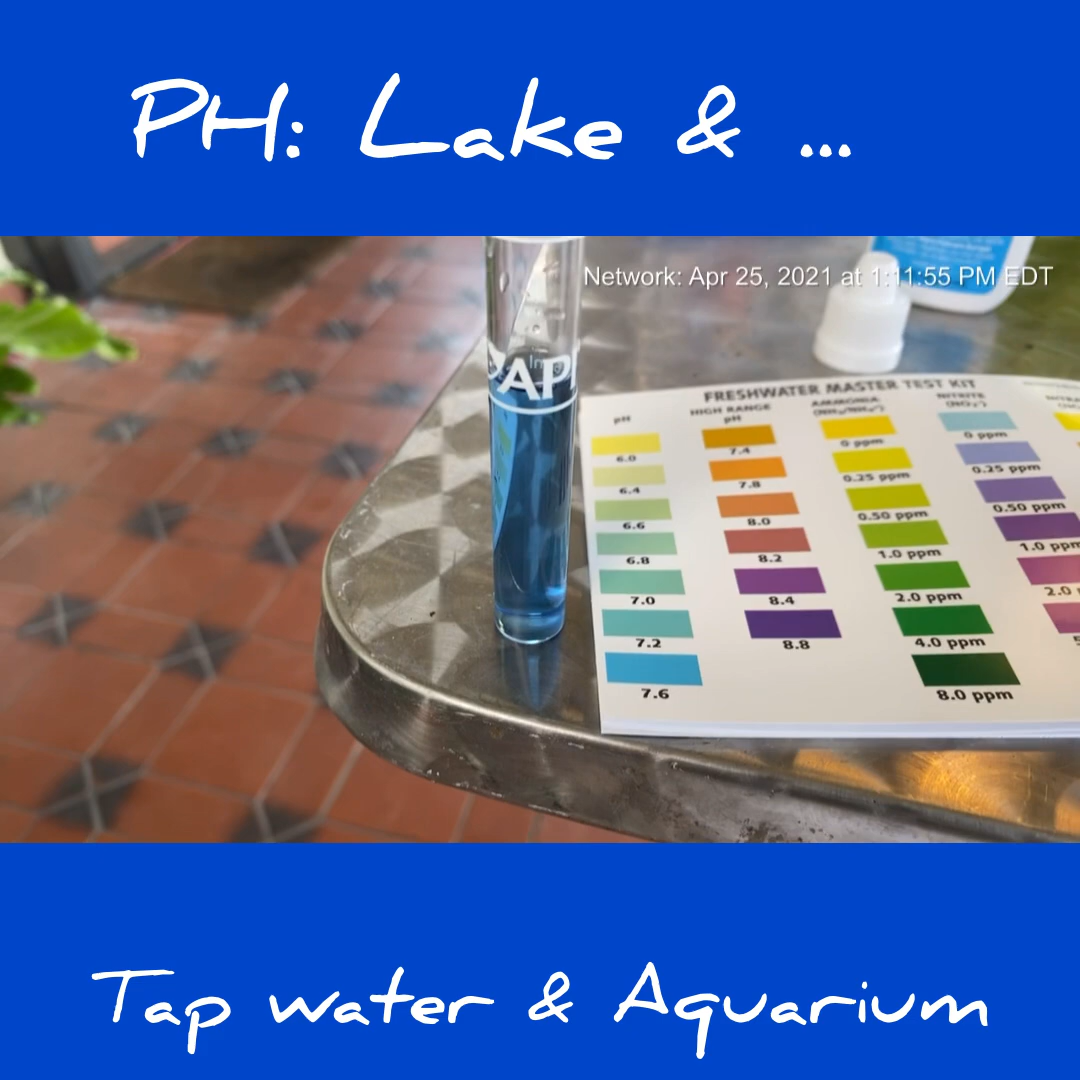 PH: Lake & ...
Network: Apr 25, 2021 at 1:11:55 PM EDT
API
FRESHWATER MASTER TEST KIT
pH
HIGH RANGE pH
AMMONIA (NH₃/NH₄⁺)
NITRITE (NO₂⁻)
6.0
7.4
0 ppm
0 ppm
6.4
7.8
0.25 ppm
0.25 ppm
6.6
8.0
0.50 ppm
0.50 ppm
6.8
8.2
1.0 ppm
1.0 ppm
7.0
8.4
2.0 ppm
2.0
7.2
8.8
4.0 ppm
7.6
8.0 ppm
Tap water & Aquarium